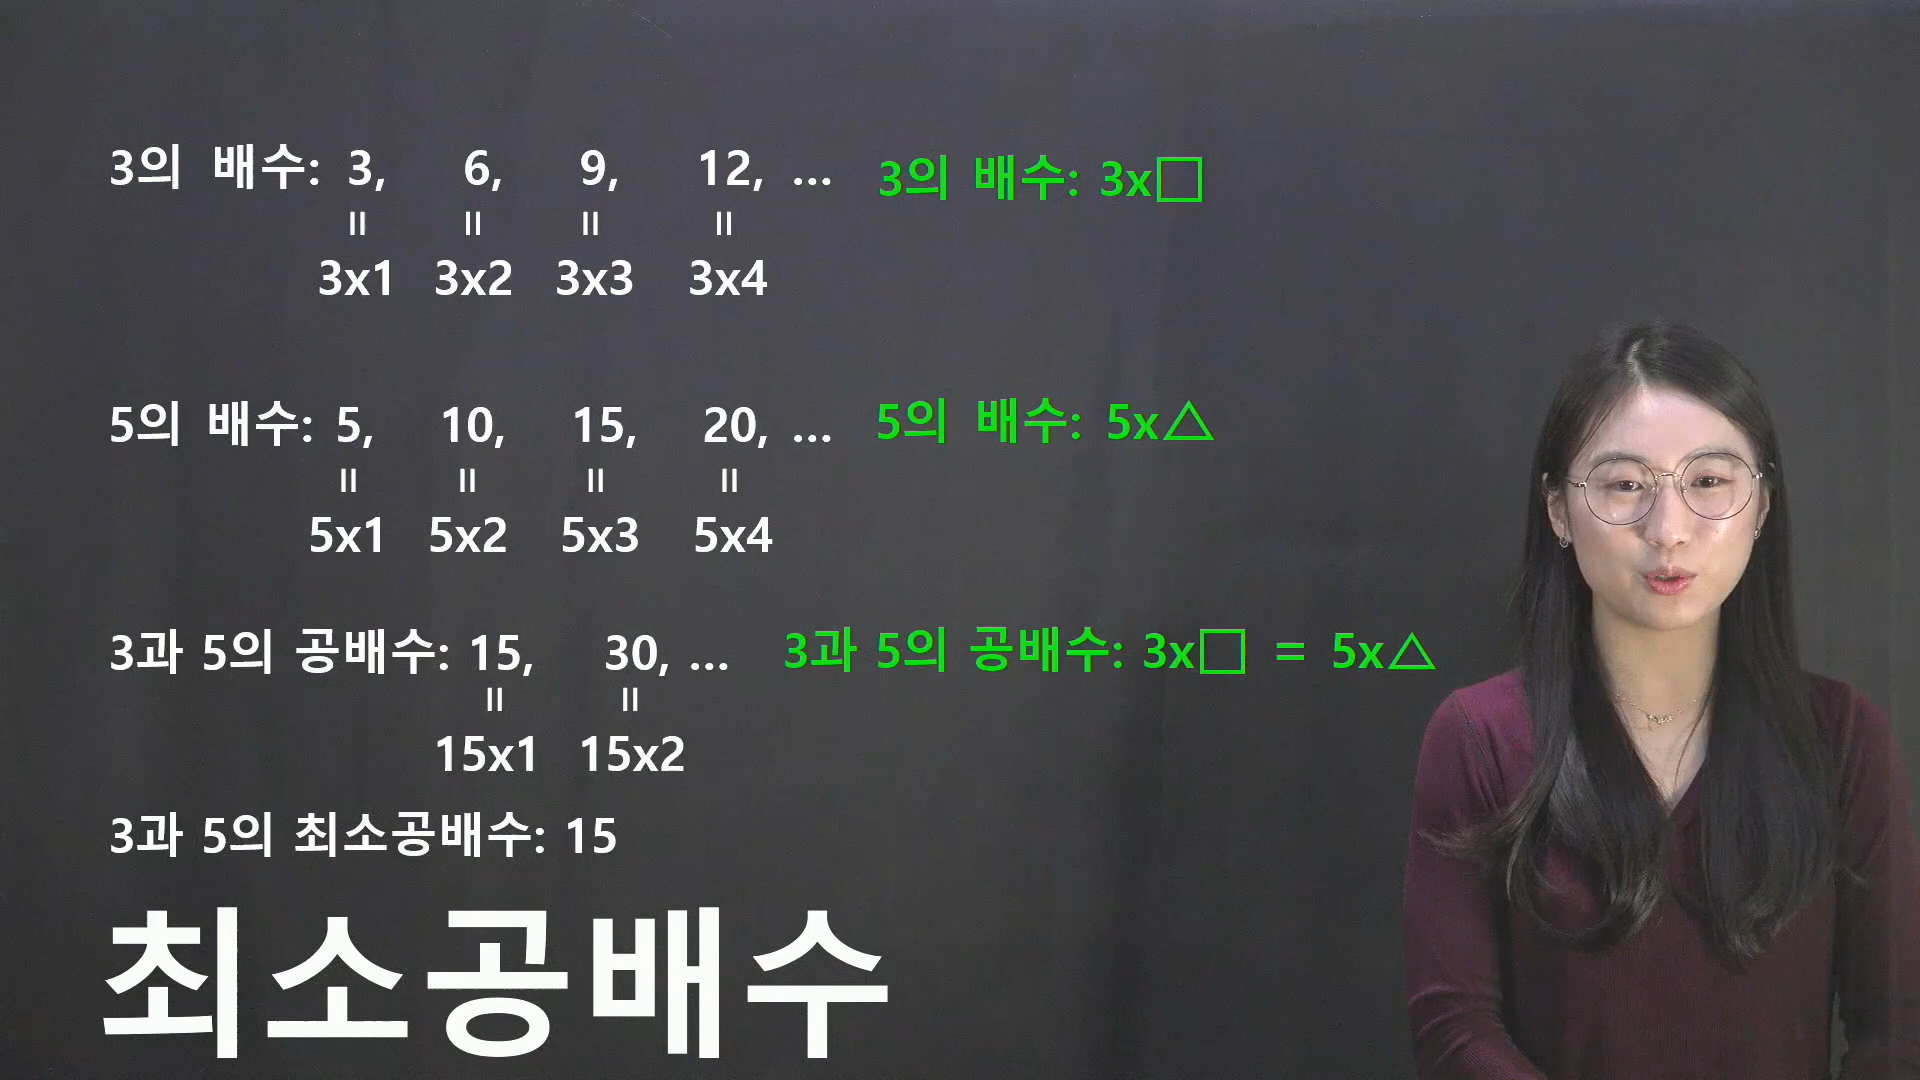 3의 배수: 3, 6, 9, 12, ... 3의 배수: 3x□
= = = =
3x1 3x2 3x3 3x4
5의 배수: 5, 10, 15, 20, ... 5의 배수: 5x△
= = = =
5x1 5x2 5x3 5x4
3과 5의 공배수: 15, 30, ... 3과 5의 공배수: 3x□ = 5x△
= =
15x1 15x2
3과 5의 최소공배수: 15
최소공배수